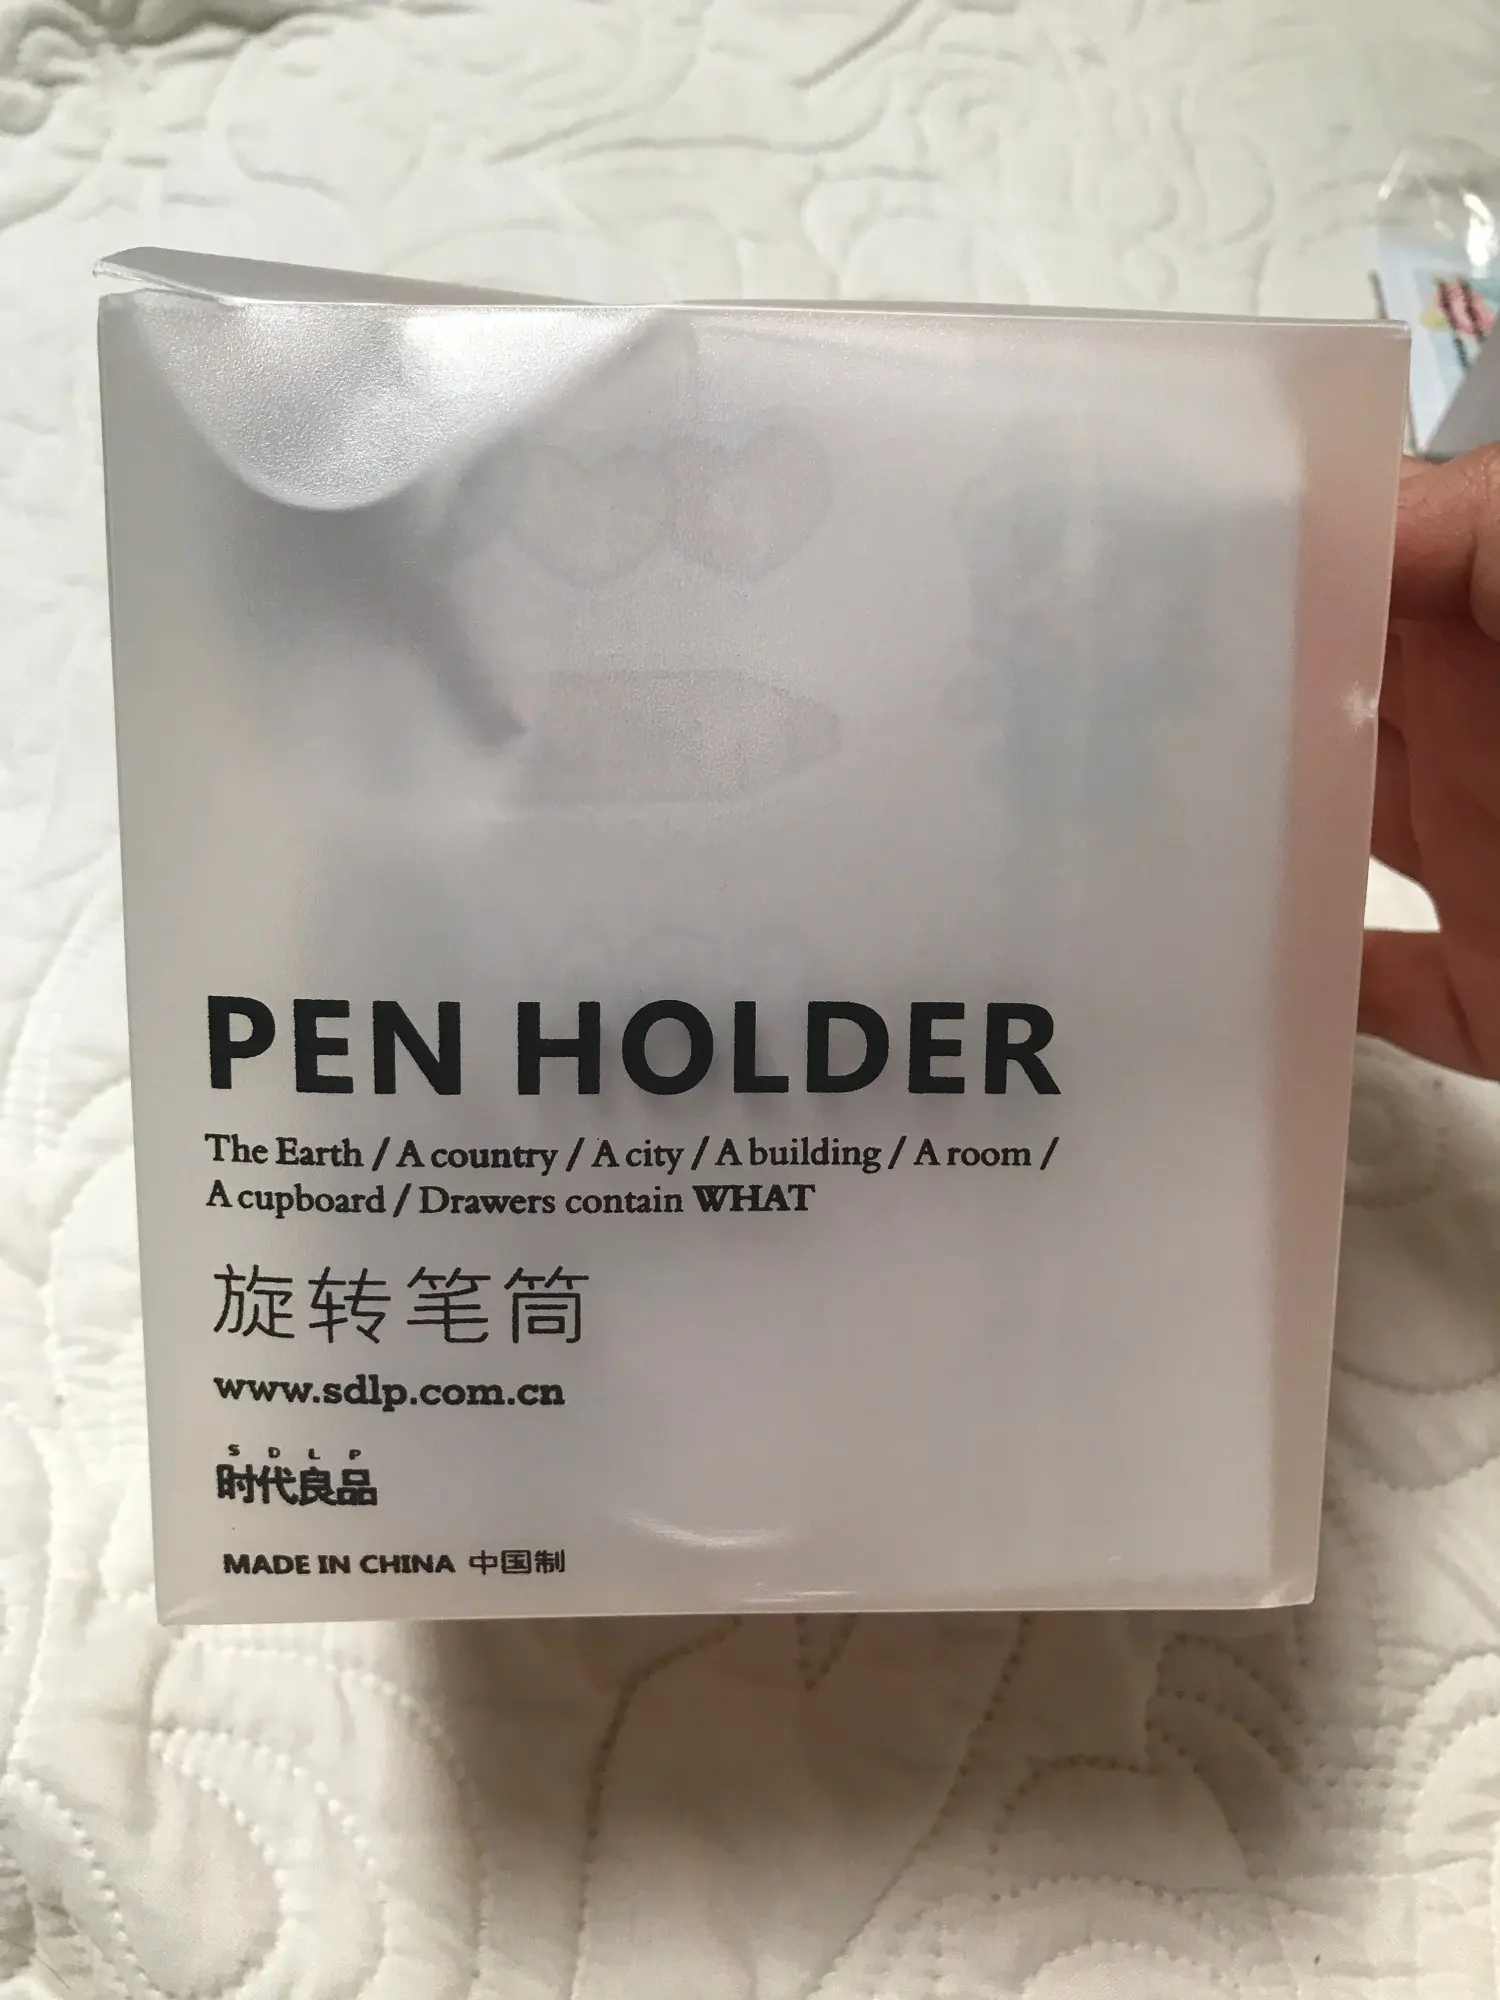 PEN HOLDER
The Earth / A country / A city / A building / A room /
A cupboard / Drawers contain WHAT
旋转笔筒
www.sdlp.com.cn
SDLP
时代良品
MADE IN CHINA 中国制